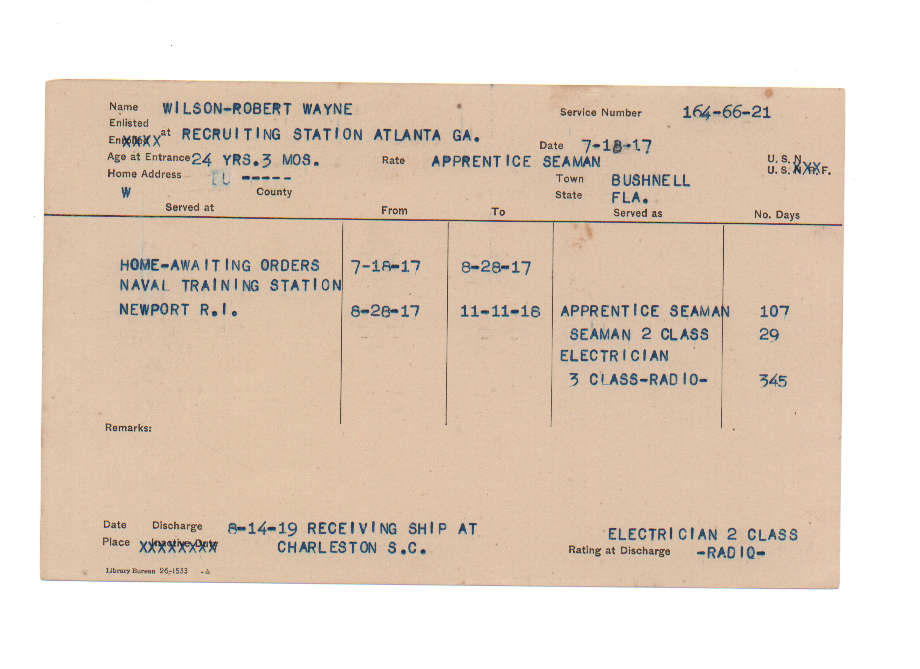 Name WILSON-ROBERT WAYNE Service Number 164-66-21
Enlisted
at RECRUITING STATION ATLANTA GA. Date 7-18-17
Age at Entrance 24 YRS.3 MOS. Rate APPRENTICE SEAMAN U. S. N.
Home Address ----- Town BUSHNELL U. S. N. R. F.
W County State FLA.
Served at From To Served as No. Days
HOME-AWAITING ORDERS 7-18-17 8-28-17
NAVAL TRAINING STATION
NEWPORT R.I. 8-28-17 11-11-18 APPRENTICE SEAMAN 107
SEAMAN 2 CLASS 29
ELECTRICIAN
3 CLASS-RADIO- 345
Remarks:
Date Discharge 8-14-19 RECEIVING SHIP AT ELECTRICIAN 2 CLASS
Place XXXXXXXX Inactive Duty CHARLESTON S.C. Rating at Discharge -RADIO-
Library Bureau 26-1533